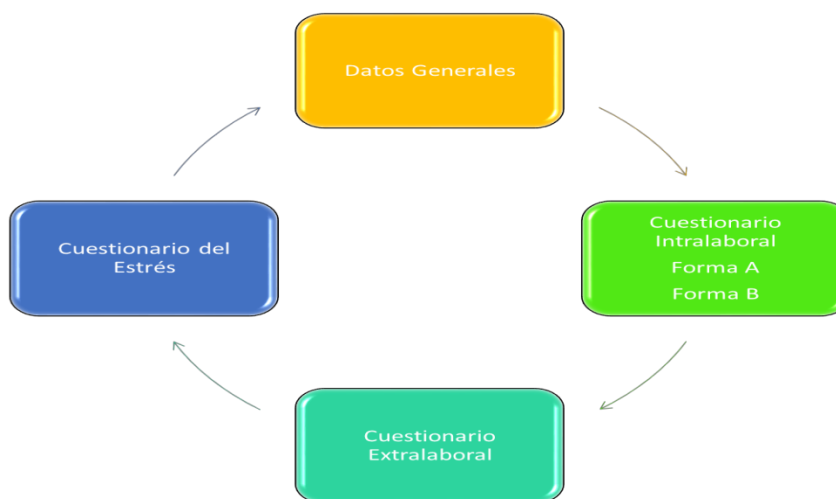 Datos Generales
Cuestionario
Intralaboral
Forma A
Forma B
Cuestionario
Extralaboral
Cuestionario del
Estrés